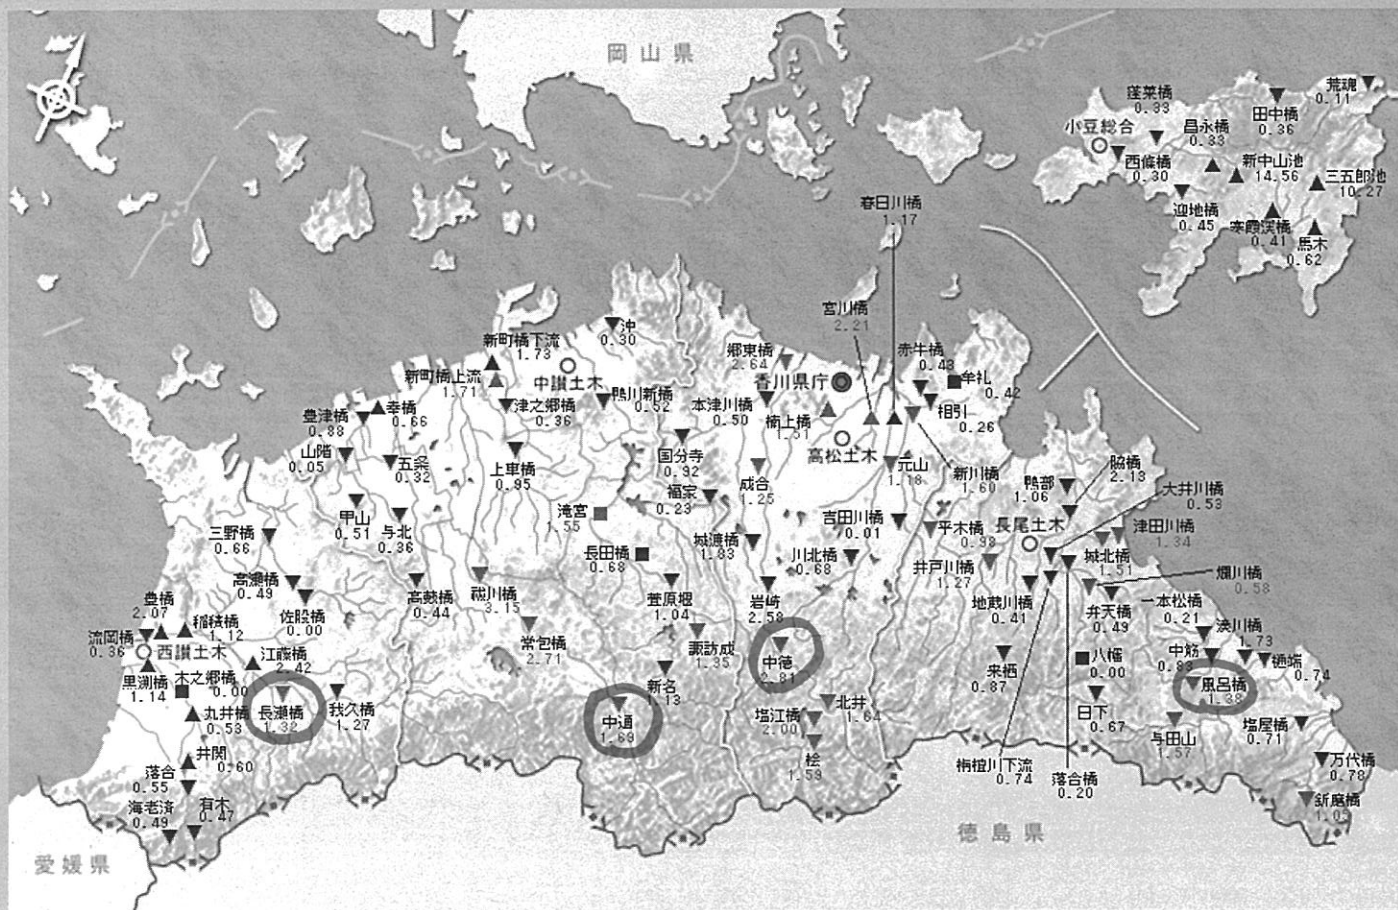 岡山県
荒魂
0.11
蓬莱橋
0.33
田中橋
0.36
小豆総合
昌永橋
0.33
西條橋
0.30
新中山池
14.56
三五郎池
10.27
迎地橋
0.45
寒霞渓橋
0.41
馬木
0.62
春日川橋
1.17
宮川橋
2.21
沖
0.30
新町橋下流
1.73
中讃土木
新町橋上流
1.71
津之郷橋
0.36
鴨川新橋
0.52
郷東橋
2.64
香川県庁
赤牛橋
0.43
牟礼
0.42
相引
0.26
本津川橋
0.50
楠上橋
1.51
高松土木
豊津橋
0.88
幸橋
0.66
山階
0.05
五条
0.32
上車橋
0.95
国分寺
0.92
成合
1.25
元山
1.18
新川橋
1.60
鴨部
1.06
脇橋
2.13
大井川橋
0.53
福家
0.23
甲山
0.51
与北
0.36
滝宮
1.55
吉田川橋
0.01
平木橋
0.98
長尾土木
津田川橋
1.34
三野橋
0.66
長田橋
0.68
城渡橋
1.83
川北橋
0.68
井戸川橋
1.27
城北橋
1.51
高瀬橋
0.49
佐股橋
0.00
高藪橋
0.44
祓川橋
3.15
萱原堰
1.04
岩崎
2.58
地蔵川橋
0.41
弁天橋
0.49
0.58
一本松橋
0.21
豊橋
2.07
稲積橋
1.12
流岡橋
0.36
西讃土木
江藤橋
2.42
常包橋
2.71
諏訪成
1.35
中徳
2.81
来栖
0.87
八幡
0.00
中筋
0.83
湊川橋
1.73
樋端
0.74
黒渕橋
1.14
木之郷橋
0.00
長瀬橋
1.32
我久橋
1.27
新名
中通
1.69
北井
1.64
塩江橋
2.00
日下
0.67
風呂橋
1.38
与田山
1.57
塩屋橋
0.71
丸井橋
0.53
井関
0.60
落合
0.55
桧
1.59
栴檀川下流
0.74
落合橋
0.20
万代橋
0.78
海老済
0.49
有木
0.47
愛媛県
徳島県